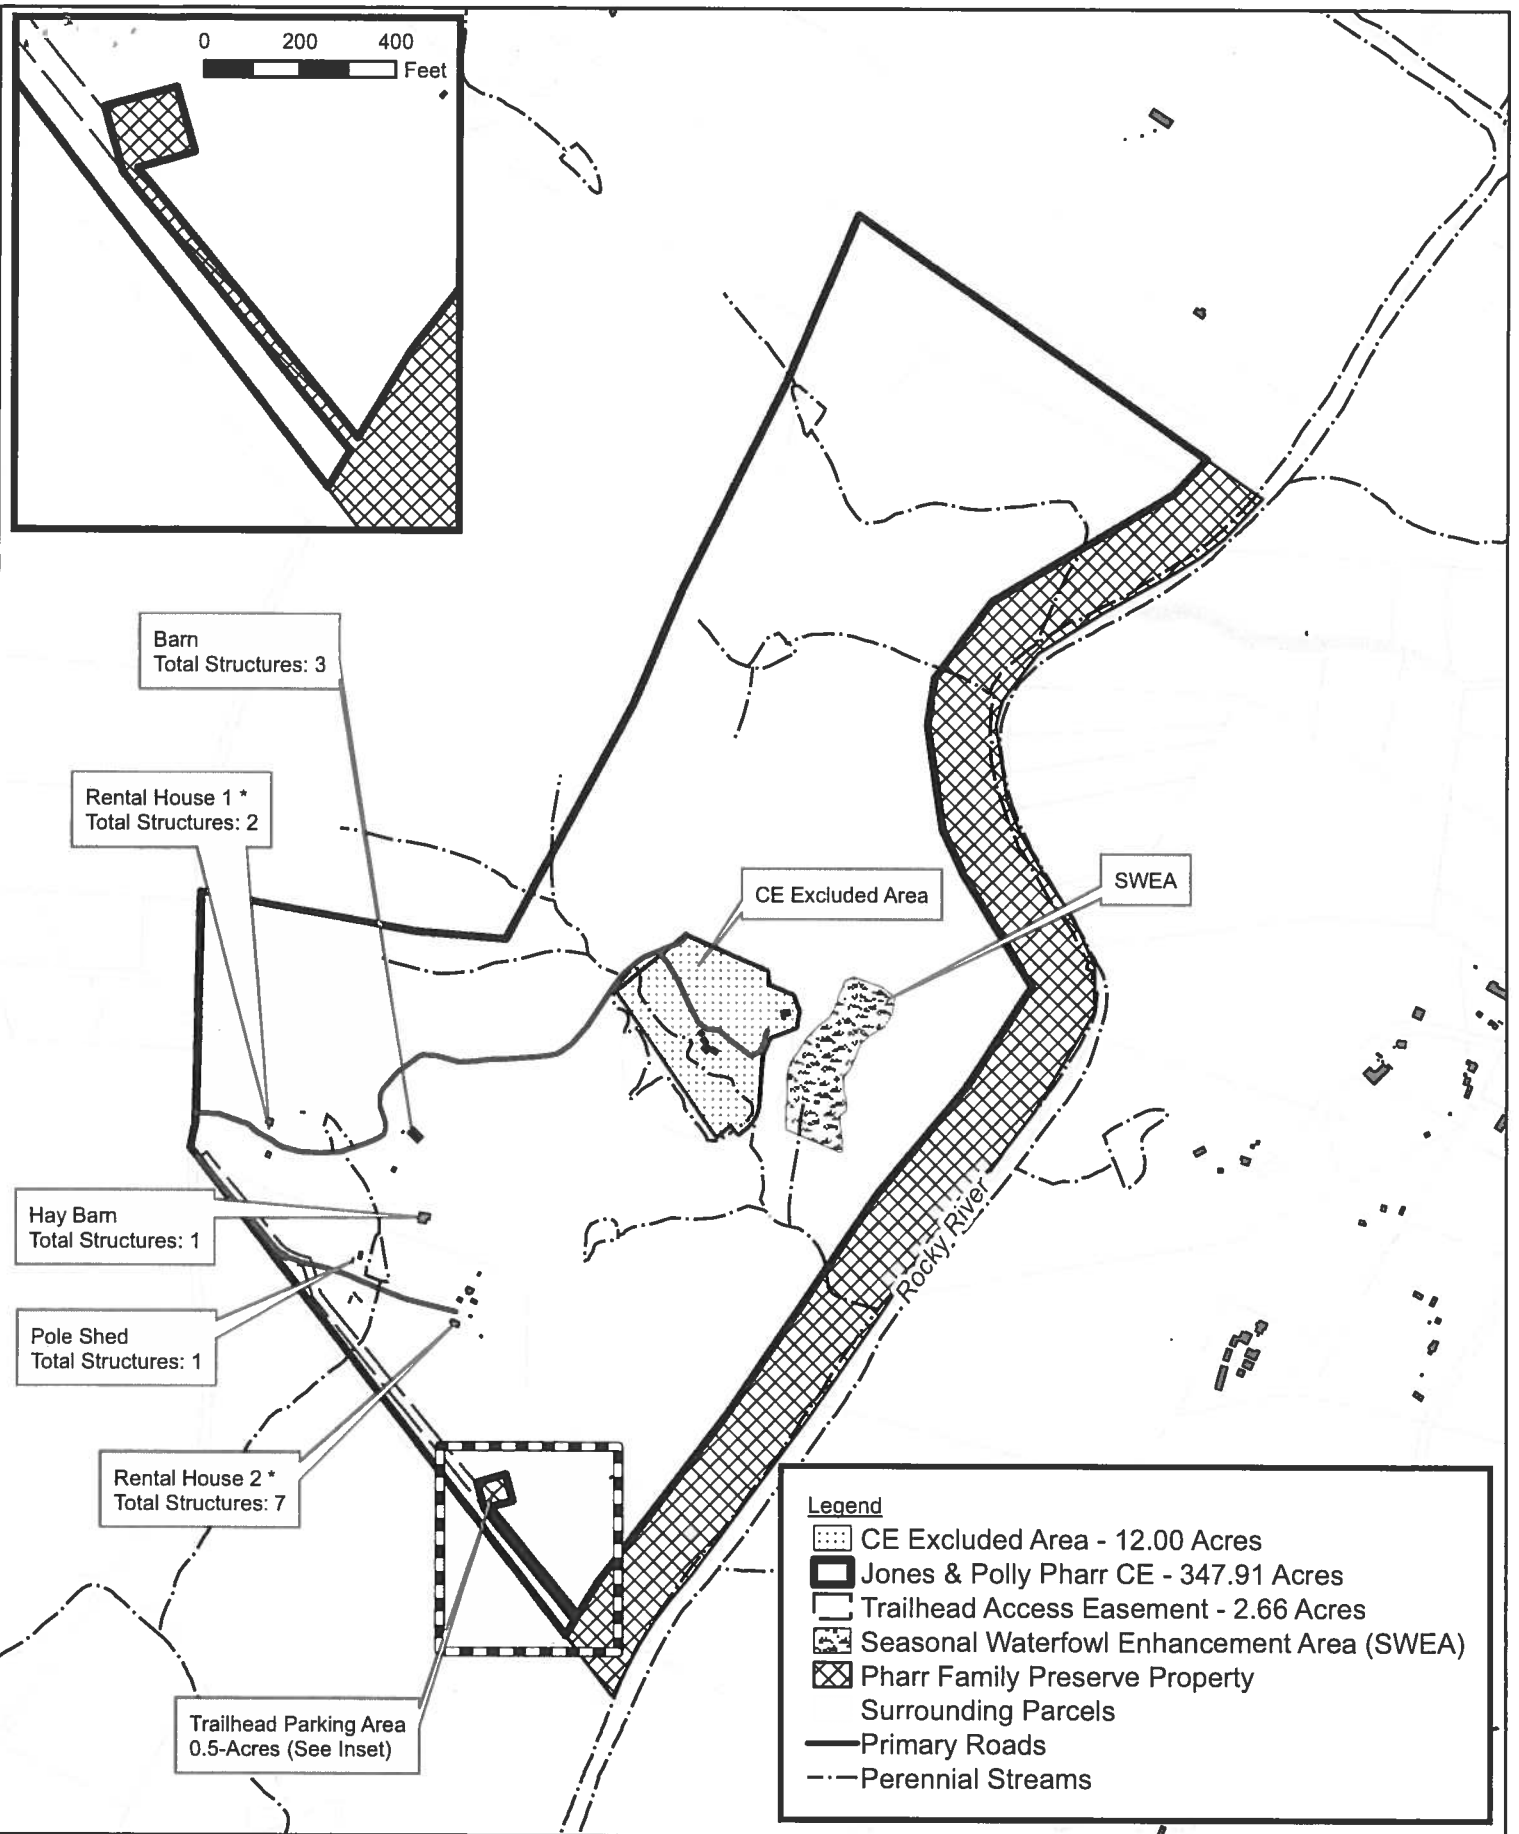 0 200 400
Feet
Barn
Total Structures: 3
Rental House 1 *
Total Structures: 2
CE Excluded Area
SWEA
Hay Barn
Total Structures: 1
Pole Shed
Total Structures: 1
Rocky River
Rental House 2 *
Total Structures: 7
Trailhead Parking Area
0.5-Acres (See Inset)
Legend
CE Excluded Area - 12.00 Acres
Jones & Polly Pharr CE - 347.91 Acres
Trailhead Access Easement - 2.66 Acres
Seasonal Waterfowl Enhancement Area (SWEA)
Pharr Family Preserve Property
Surrounding Parcels
Primary Roads
Perennial Streams